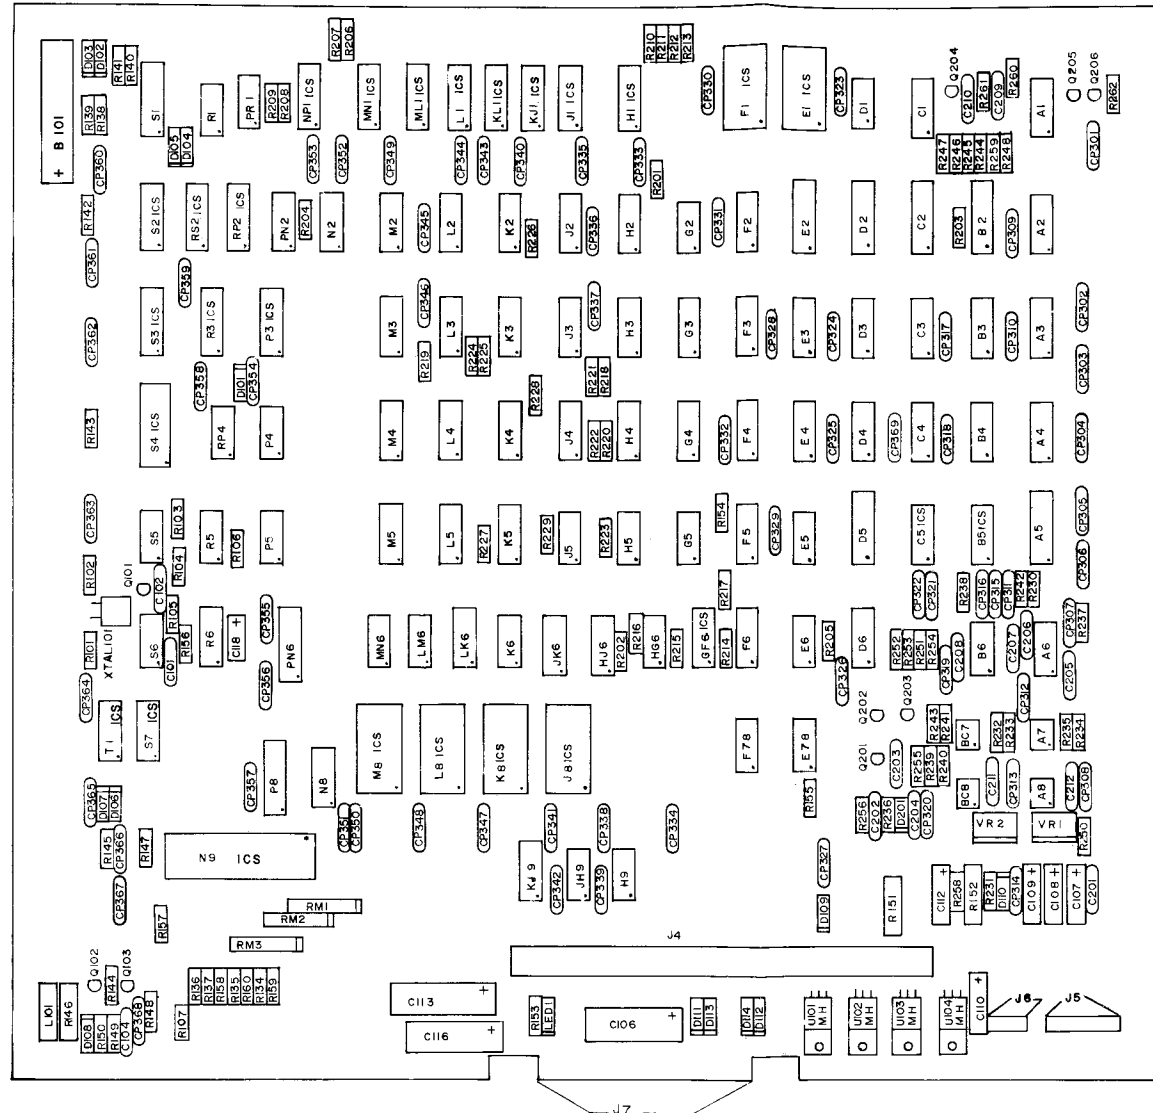 B101 +
D103 D102
R141 R140
R139 R138
S1
D105 D104
R1
PR1
R209 R208
R207 R206
NP1 ICS
MN1 ICS
ML1 ICS
L1 ICS
KL1 ICS
KJ1 ICS
J1 ICS
H1 ICS
R210 R211 R212 R213
CP330
F1 ICS
E1 ICS
CP323
D1
C1
Q204
C210 R261 C209 R260
A1
Q205
Q206
R262
CP360
CP353
CP352
CP349
CP344
CP343
CP340
CP335
CP333
R201
R247 R246 R245 R244 R259 R248
CP301
R142
S2 ICS
RS2 ICS
RP2 ICS
PN2
R204
N2
M2
CP345
L2
K2
R226
J2
CP336
H2
G2
CP331
F2
E2
D2
C2
R203
B2
CP309
A2
CP361
CP359
CP346
CP337
CP302
CP362
S3 ICS
R3 ICS
P3 ICS
M3
R219
L3
R224 R225
K3
J3
R221 R218
H3
G3
F3
CP328
E3
CP324
D3
C3
CP317
B3
CP310
A3
CP303
CP358
D101 CP354
R228
R143
S4 ICS
RP4
P4
M4
L4
K4
J4
R222 R220
H4
G4
CP332
F4
E4
CP325
D4
CP369
C4
CP318
B4
A4
CP304
CP363
R103
S5
R104
R5
R106
P5
M5
L5
R227
K5
R229
J5
R223
H5
G5
R154
F5
CP329
E5
D5
C5 ICS
B5 ICS
A5
CP305
CP306
R102
Q101
C102
R217
CP322 CP321
R238
CP316 CP315 CP311
R242 R230
XTAL101
R101
S6
R105
C101
R156
R6
C118 +
CP355
CP356
PN6
MN6
LM6
LK6
K6
JK6
HJ6
R202
R216
HG6
R215
GF6 ICS
R214
F6
E6
R205
CP326
D6
R252 R253 R251 R254
CP319 C208
B6
C207 C206
A6
CP307
R237
C205
CP364
T1 ICS
S7 ICS
Q202
Q203
R243 R241
BC7
R232 R233
CP312
A7
R235 R234
CP357
P8
N8
M8 ICS
L8 ICS
K8 ICS
J8 ICS
F78
E78
Q201
C203
R255 R239 R240
BC8
C211
CP313
A8
C212
CP308
CP365
D107 D106
R155
R256 C202 R236 D201 C204 CP320
VR2
VR1
R250
R145
CP366
R147
N9 ICS
CP351 CP350
CP348
CP347
CP341
CP338
CP334
CP367
KJ9
CP342
JH9
CP339
H9
CP327
D109
R151
C112 +
R258
R152
R231
D110
CP314
C109 +
C108 +
C107 +
C201
R157
RM1
RM2
RM3
J4
Q102
R144
Q103
L101
R146
D108 R150 R149 C104 CP368 R148
R107
R136 R137 R158 R135 R160 R134 R159
C113 +
C116 +
R153 LED1
C106 +
D111 D113
D114 D112
U101 MH
U102 MH
U103 MH
U104 MH
C110 +
J6
J5
J7